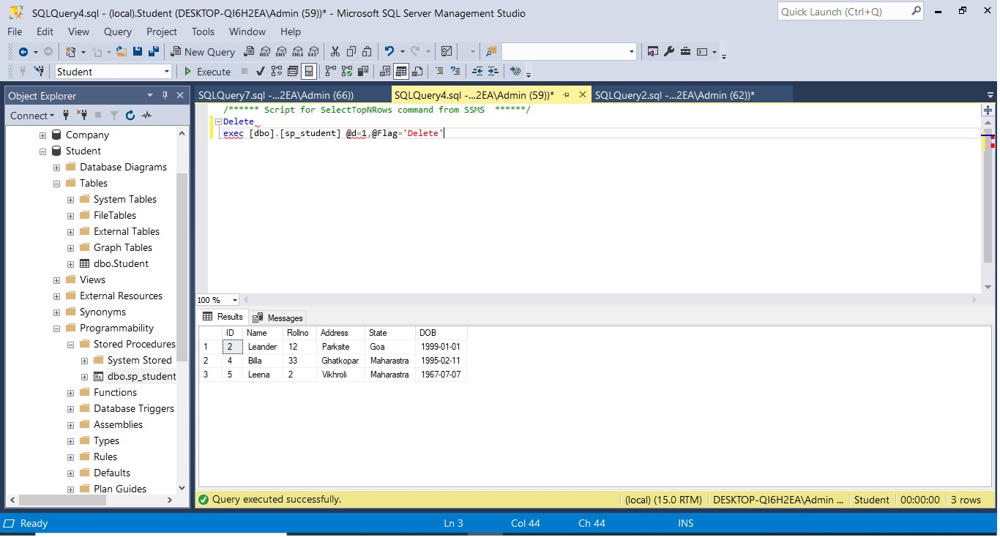 SQLQuery4.sql - (local).Student (DESKTOP-QI6H2EA\Admin (59))* - Microsoft SQL Server Management Studio
Quick Launch (Ctrl+Q)
File Edit View Query Project Tools Window Help
New Query MDX DMX XMLA DAX
Student Execute
Object Explorer
SQLQuery7.sql -...2EA\Admin (66)) SQLQuery4.sql -...2EA\Admin (59))* SQLQuery2.sql -...2EA\Admin (62))*
Connect
Company
Student
Database Diagrams
Tables
System Tables
FileTables
External Tables
Graph Tables
dbo.Student
Views
External Resources
Synonyms
Programmability
Stored Procedures
System Stored
dbo.sp_student
Functions
Database Triggers
Assemblies
Types
Rules
Defaults
Plan Guides
/****** Script for SelectTopNRows command from SSMS ******/
Delete
exec [dbo].[sp_student] @d=1,@Flag='Delete'
100 %
Results Messages
ID Name Rollno Address State DOB
1 2 Leander 12 Parksite Goa 1999-01-01
2 4 Billa 33 Ghatkopar Maharastra 1995-02-11
3 5 Leena 2 Vikhroli Maharastra 1967-07-07
Query executed successfully. (local) (15.0 RTM) DESKTOP-QI6H2EA\Admin ... Student 00:00:00 3 rows
Ready Ln 3 Col 44 Ch 44 INS